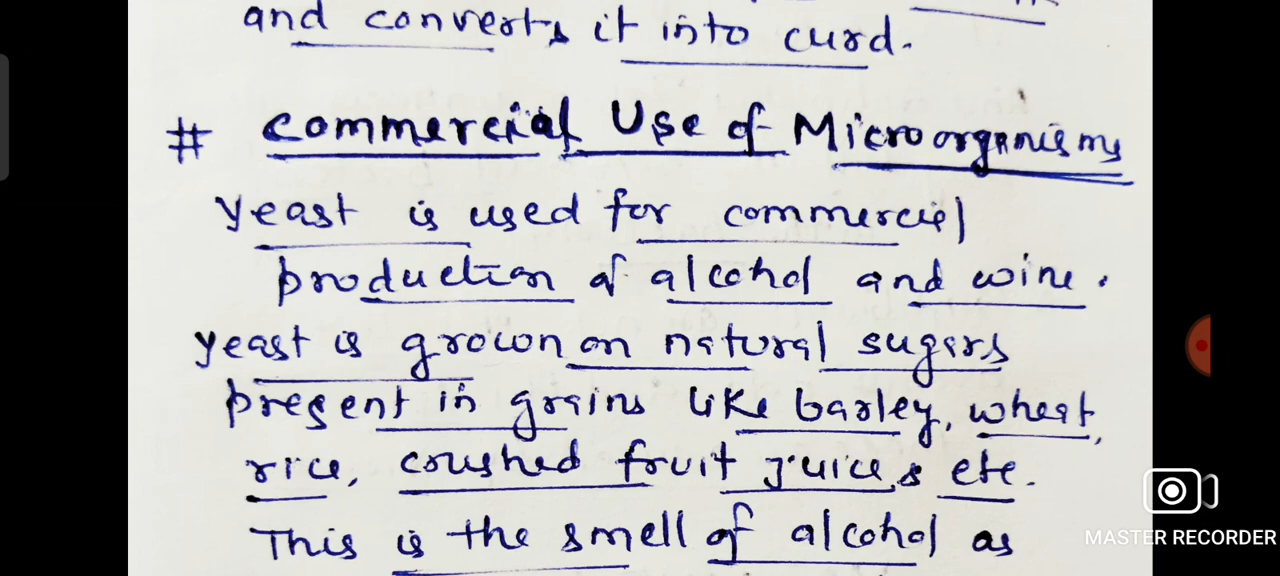 and converts it into curd.
# Commercial Use of Microorganisms
yeast is used for commercial
production of alcohol and wine.
yeast is grown on natural sugars
present in grains like barley, wheat,
rice, crushed fruit juices etc.
This is the smell of alcohol as
MASTER RECORDER